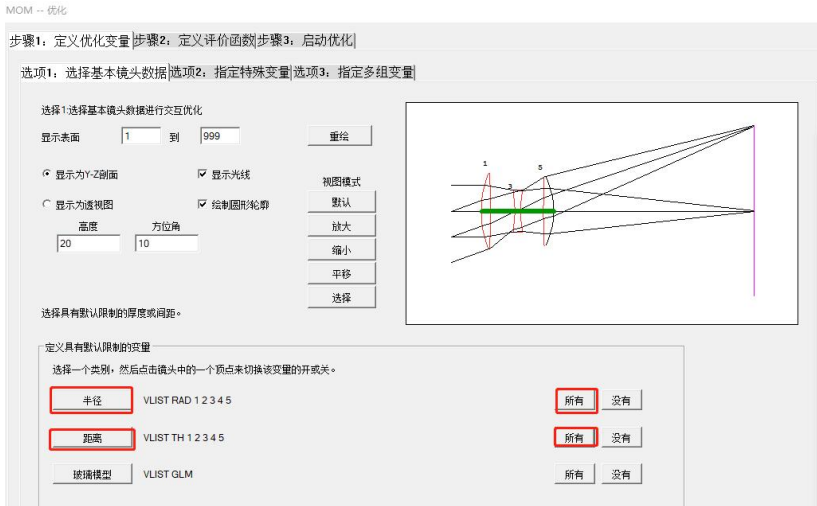 MOM -- 优化
步骤1：定义优化变量 步骤2：定义评价函数 步骤3：启动优化
选项1：选择基本镜头数据 选项2：指定特殊变量 选项3：指定多组变量
选择1:选择基本镜头数据进行交互优化
显示表面 1 到 999 重绘
显示为Y-Z剖面 显示光线 视图模式
显示为透视图 绘制圆形轮廓 默认
高度 方位角 放大
20 10 缩小
平移
选择
1 3 5
选择具有默认限制的厚度或间距。
定义具有默认限制的变量
选择一个类别，然后点击镜头中的一个顶点来切换该变量的开或关。
半径 VLIST RAD 1 2 3 4 5 所有 没有
距离 VLIST TH 1 2 3 4 5 所有 没有
玻璃模型 VLIST GLM 所有 没有